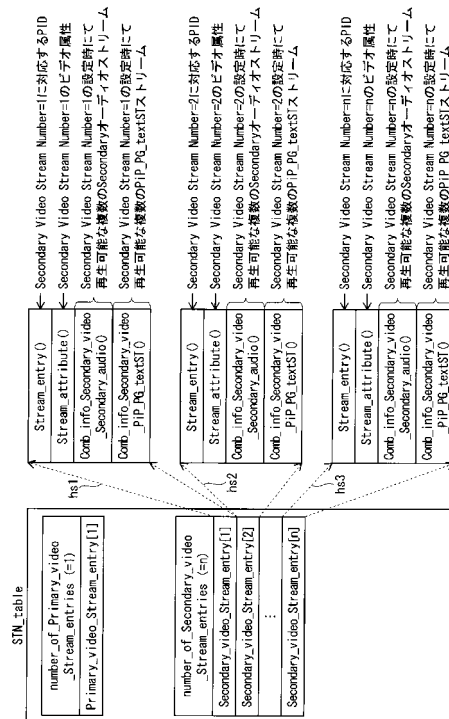 STN_table
number_of_Primary_video
_Stream_entries (=1)
Primary_video_Stream_entry[1]
number_of_Secondary_video
_Stream_entries (=n)
Secondary_video_Stream_entry[1]
Secondary_video_Stream_entry[2]
⋮
Secondary_video_Stream_entry[n]
hs1
hs2
hs3
Stream_entry()
Stream_attribute()
Comb_info_Secondary_video
_Secondary_audio()
Comb_info_Secondary_video
_PiP_PG_textST()
Secondary Video Stream Number=1に対応するPID
Secondary Video Stream Number=1のビデオ属性
Secondary Video Stream Number=1の設定時にて
再生可能な複数のSecondaryオーディオストリーム
Secondary Video Stream Number=1の設定時にて
再生可能な複数のPiP_PG_textSTストリーム
Stream_entry()
Stream_attribute()
Comb_info_Secondary_video
_Secondary_audio()
Comb_info_Secondary_video
_PiP_PG_textST()
Secondary Video Stream Number=2に対応するPID
Secondary Video Stream Number=2のビデオ属性
Secondary Video Stream Number=2の設定時にて
再生可能な複数のSecondaryオーディオストリーム
Secondary Video Stream Number=2の設定時にて
再生可能な複数のPiP_PG_textSTストリーム
Stream_entry()
Stream_attribute()
Comb_info_Secondary_video
_Secondary_audio()
Comb_info_Secondary_video
_PiP_PG_textST()
Secondary Video Stream Number=nに対応するPID
Secondary Video Stream Number=nのビデオ属性
Secondary Video Stream Number=nの設定時にて
再生可能な複数のSecondaryオーディオストリーム
Secondary Video Stream Number=nの設定時にて
再生可能な複数のPiP_PG_textSTストリーム